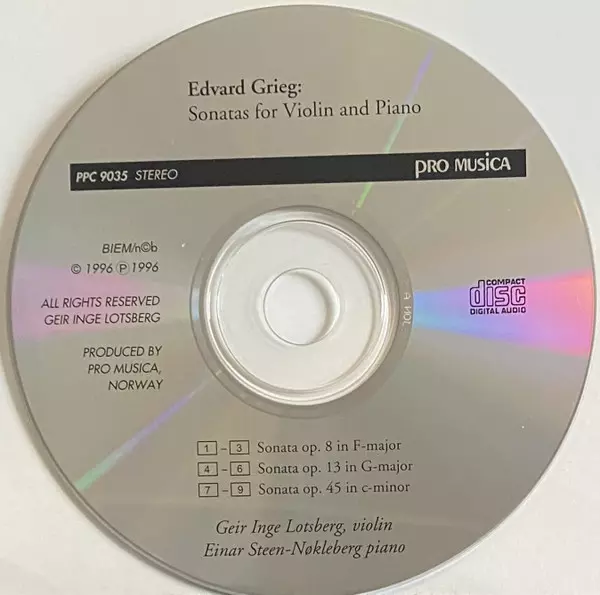 Edvard Grieg:
Sonatas for Violin and Piano
PPC 9035 STEREO
PRO MUSICA
BIEM/n©b
© 1996 ℗ 1996
ALL RIGHTS RESERVED
GEIR INGE LOTSBERG
PRODUCED BY
PRO MUSICA,
NORWAY
COMPACT
disc
DIGITAL AUDIO
1 – 3 Sonata op. 8 in F-major
4 – 6 Sonata op. 13 in G-major
7 – 9 Sonata op. 45 in c-minor
Geir Inge Lotsberg, violin
Einar Steen-Nøkleberg piano